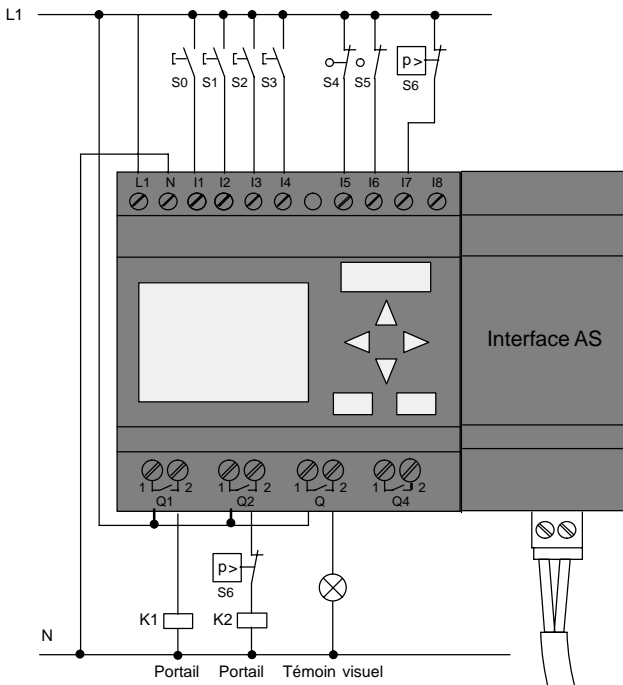 L1
S0 S1 S2 S3 S4 S5 p> S6
L1 N I1 I2 I3 I4 I5 I6 I7 I8
Interface AS
1 2 1 2 1 2 1 2
Q1 Q2 Q Q4
p>
S6
K1 K2
N
Portail Portail Témoin visuel